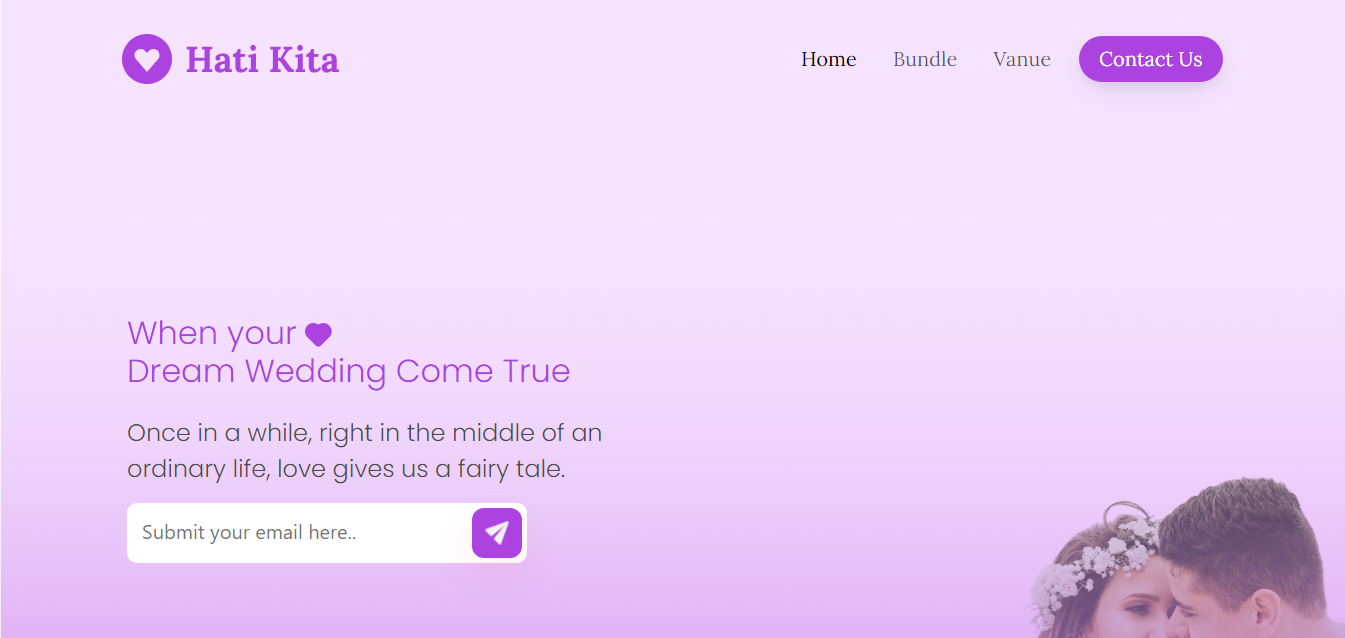 Hati Kita
Home
Bundle
Vanue
Contact Us
When your
Dream Wedding Come True
Once in a while, right in the middle of an
ordinary life, love gives us a fairy tale.
Submit your email here..